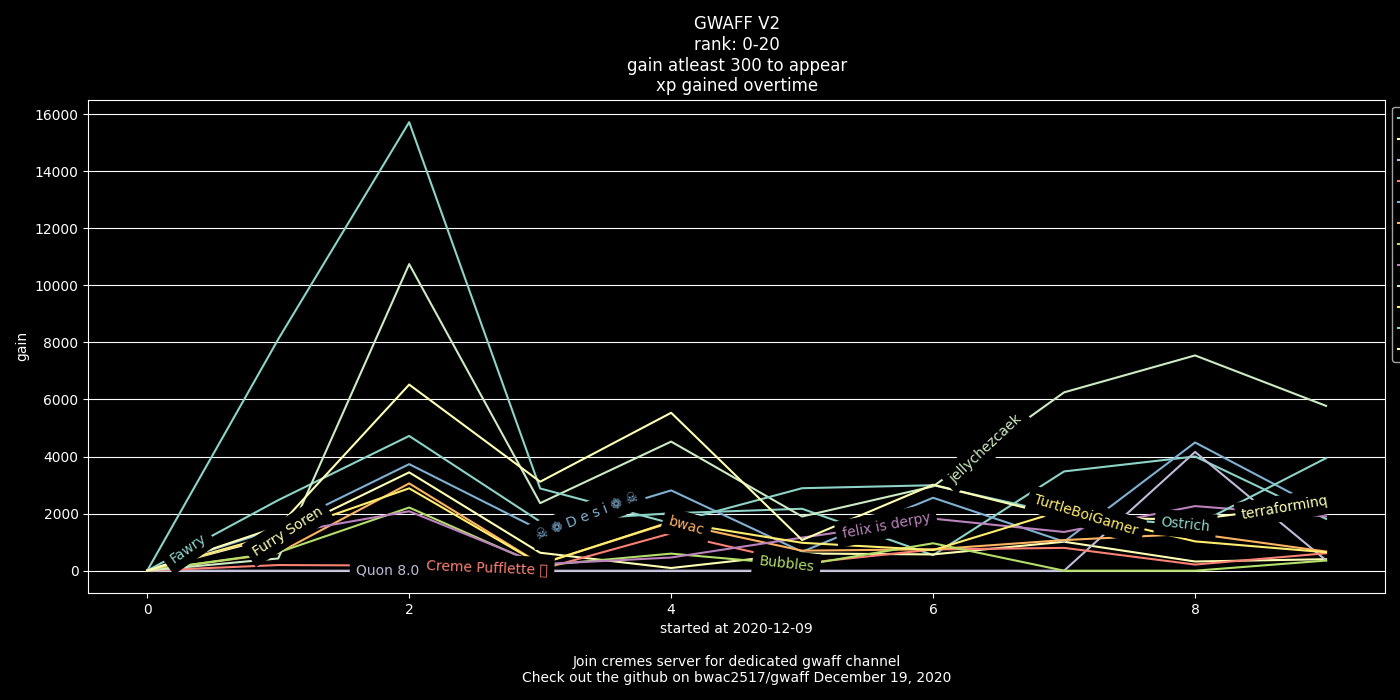 GWAFF V2
rank: 0-20
gain atleast 300 to appear
xp gained overtime
16000
14000
12000
10000
8000
6000
4000
2000
0
gain
jellychezcaek
☠ ❁ D e s i ❁ ☠
TurtleBoiGamer
terraforming
Fawry
Furry Soren
bwac
felix is derpy
Ostrich
Quon 8.0
Creme Pufflette
Bubbles
0
2
4
6
8
started at 2020-12-09
Join cremes server for dedicated gwaff channel
Check out the github on bwac2517/gwaff December 19, 2020